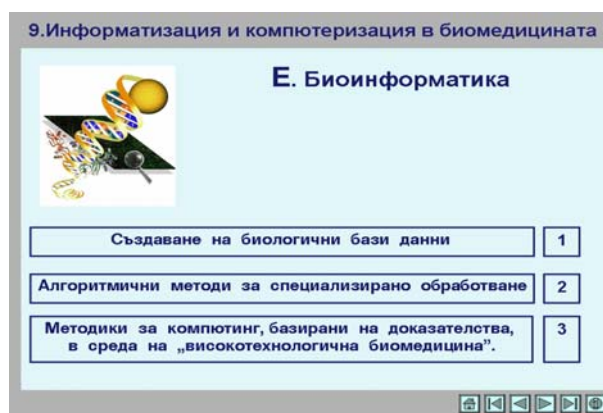 9.Информатизация и компютеризация в биомедицината
Е. Биоинформатика
Създаване на биологични бази данни
1
Алгоритмични методи за специализирано обработване
2
Методики за компютинг, базирани на доказателства,
в среда на „високотехнологична биомедицина”.
3